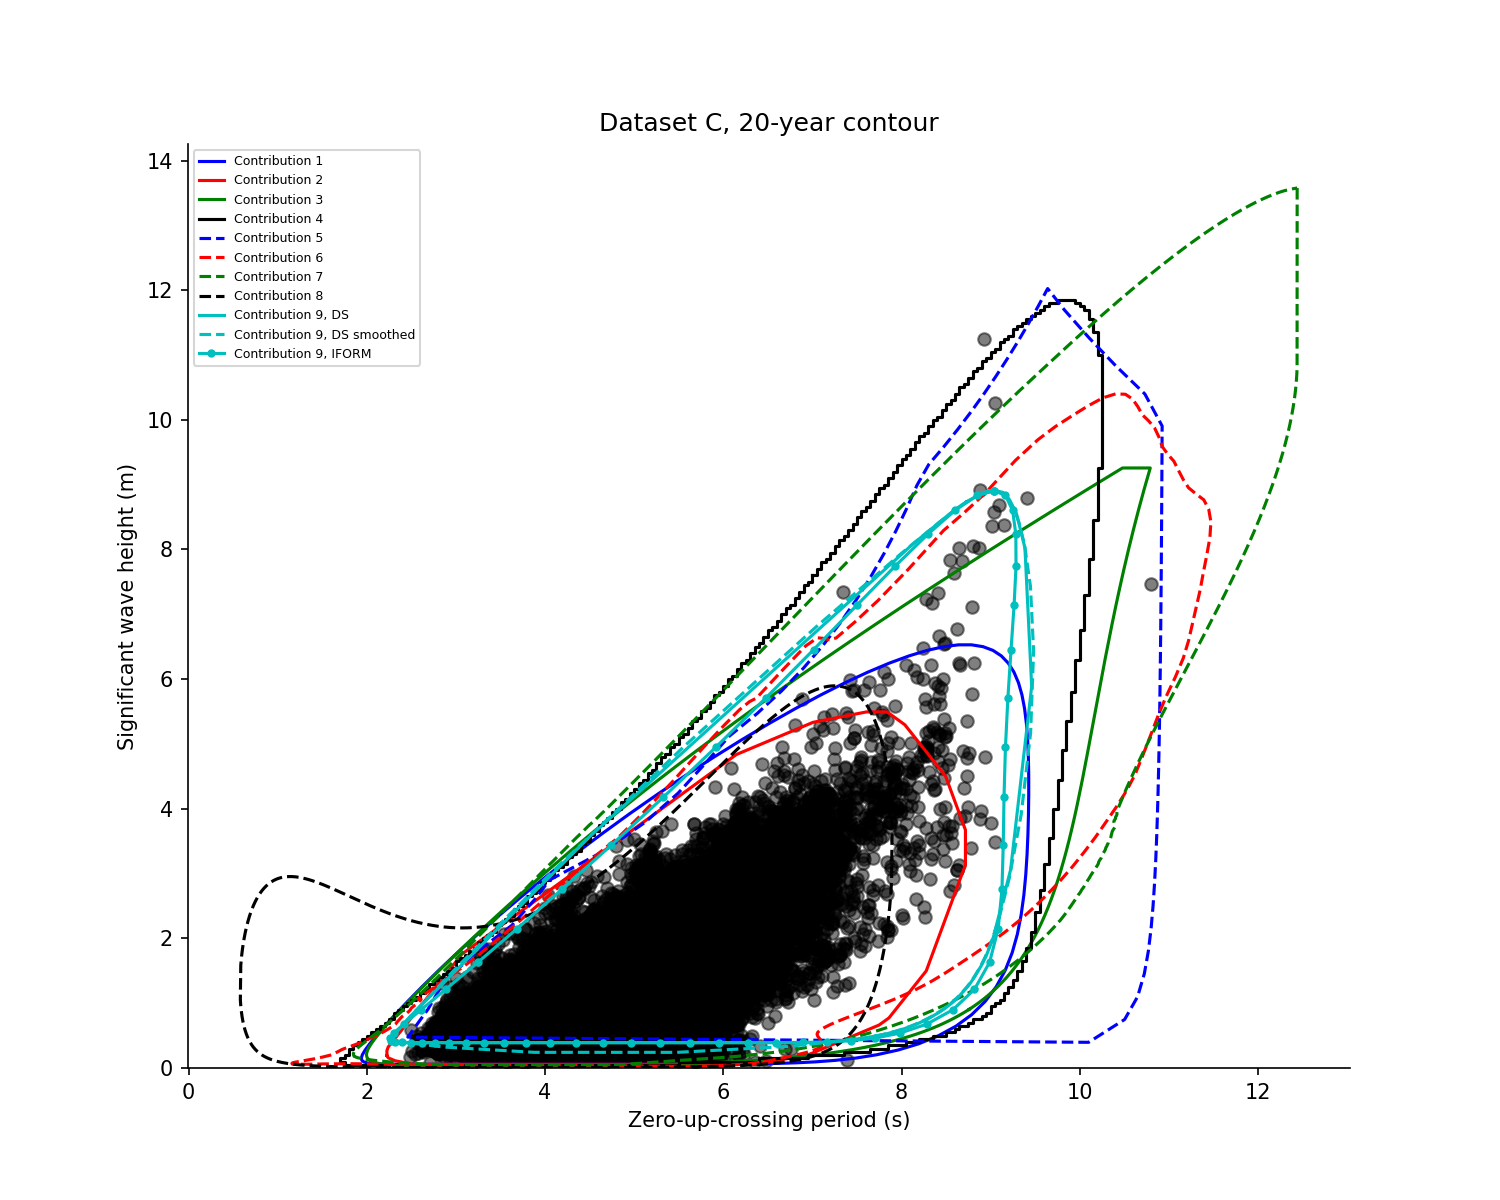 Dataset C, 20-year contour
Contribution 1
Contribution 2
Contribution 3
Contribution 4
Contribution 5
Contribution 6
Contribution 7
Contribution 8
Contribution 9, DS
Contribution 9, DS smoothed
Contribution 9, IFORM
Significant wave height (m)
14
12
10
8
6
4
2
0
0 2 4 6 8 10 12
Zero-up-crossing period (s)